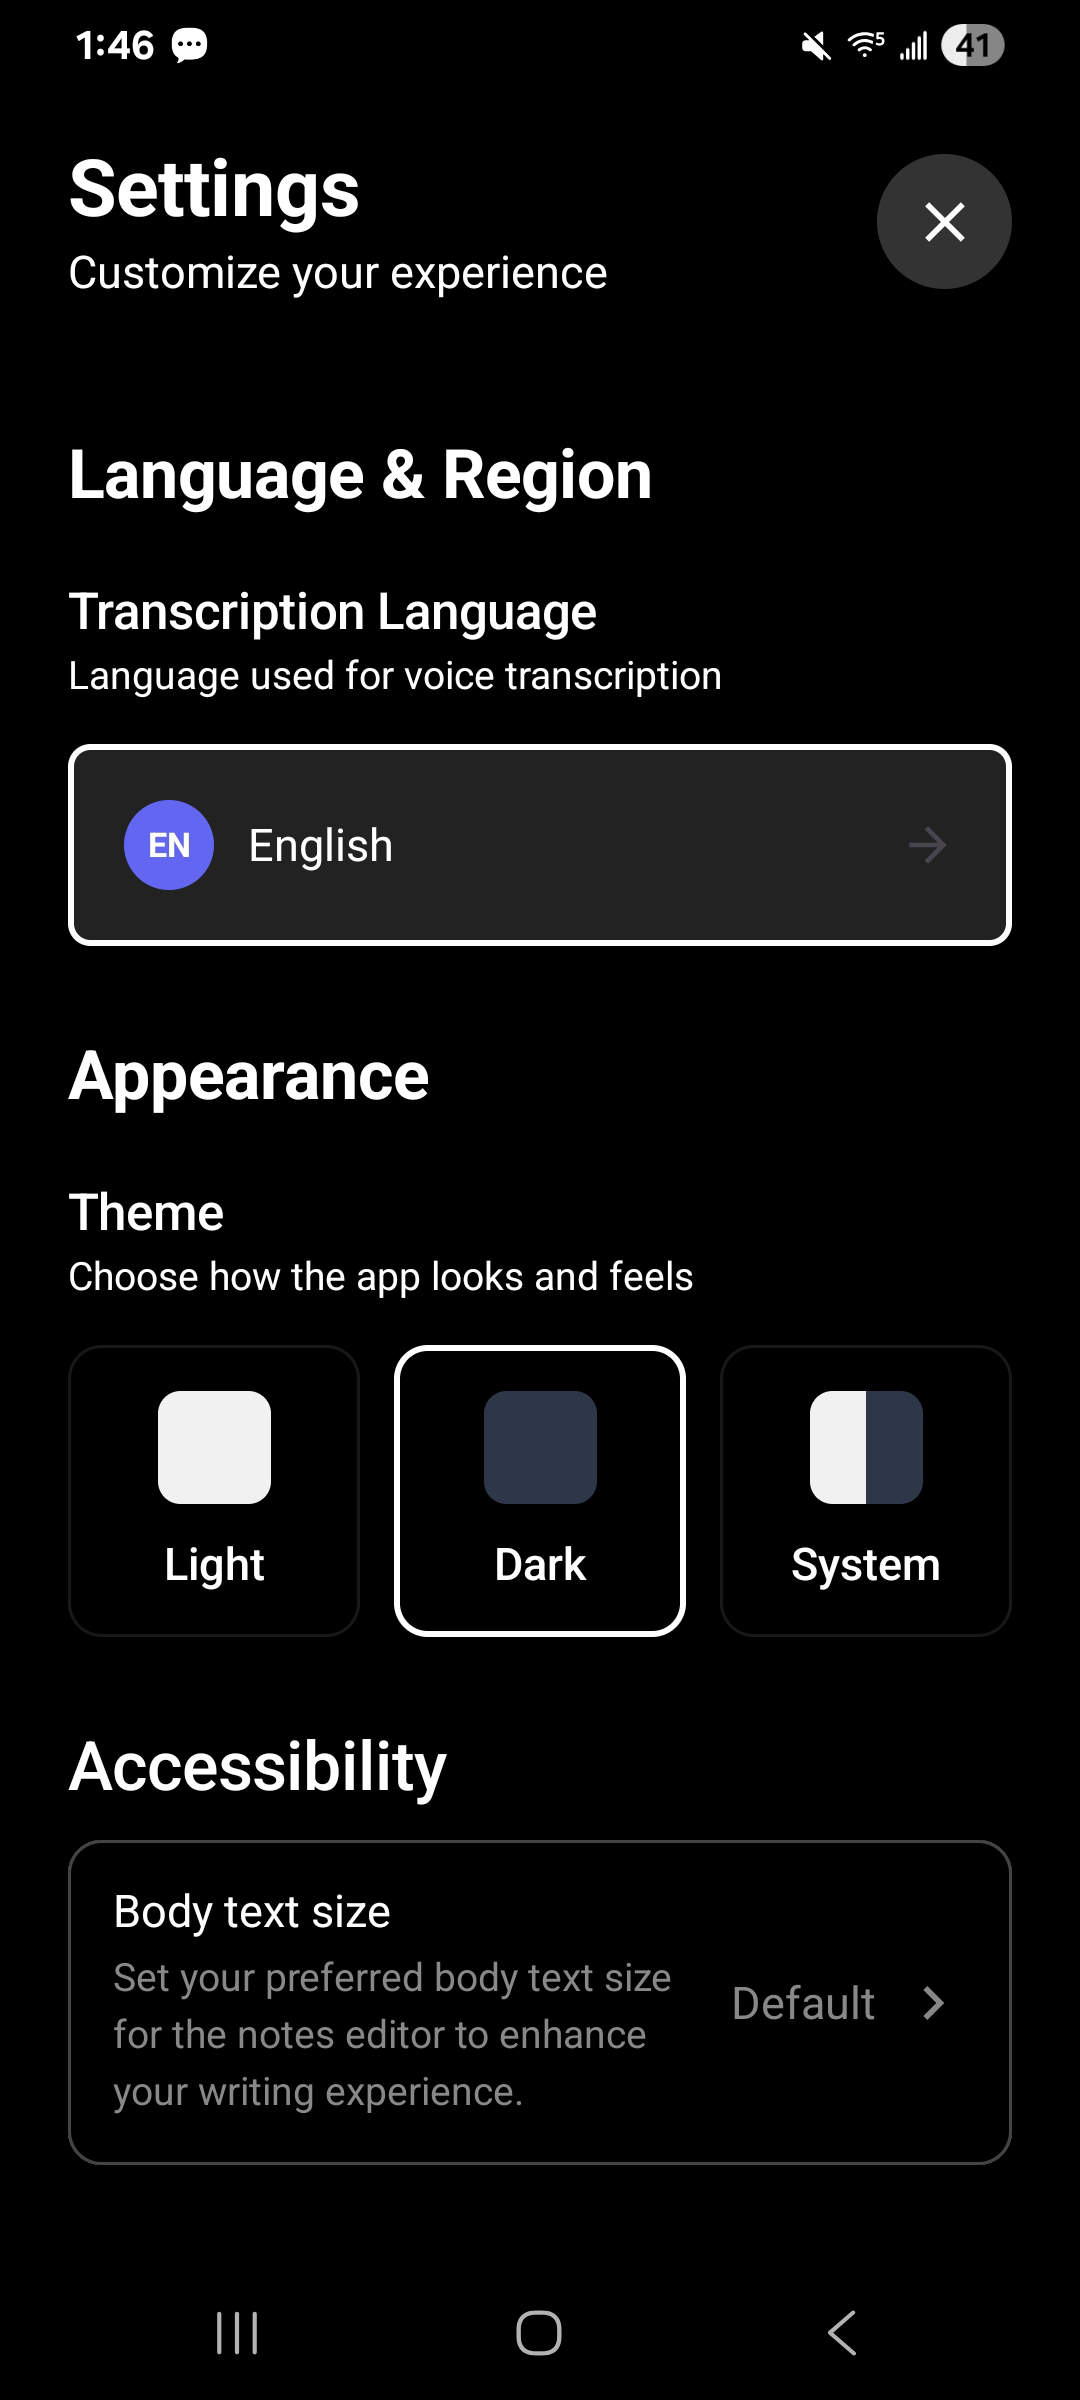 1:46
5
41
Settings
Customize your experience
Language & Region
Transcription Language
Language used for voice transcription
EN
English
Appearance
Theme
Choose how the app looks and feels
Light
Dark
System
Accessibility
Body text size
Set your preferred body text size
for the notes editor to enhance
your writing experience.
Default